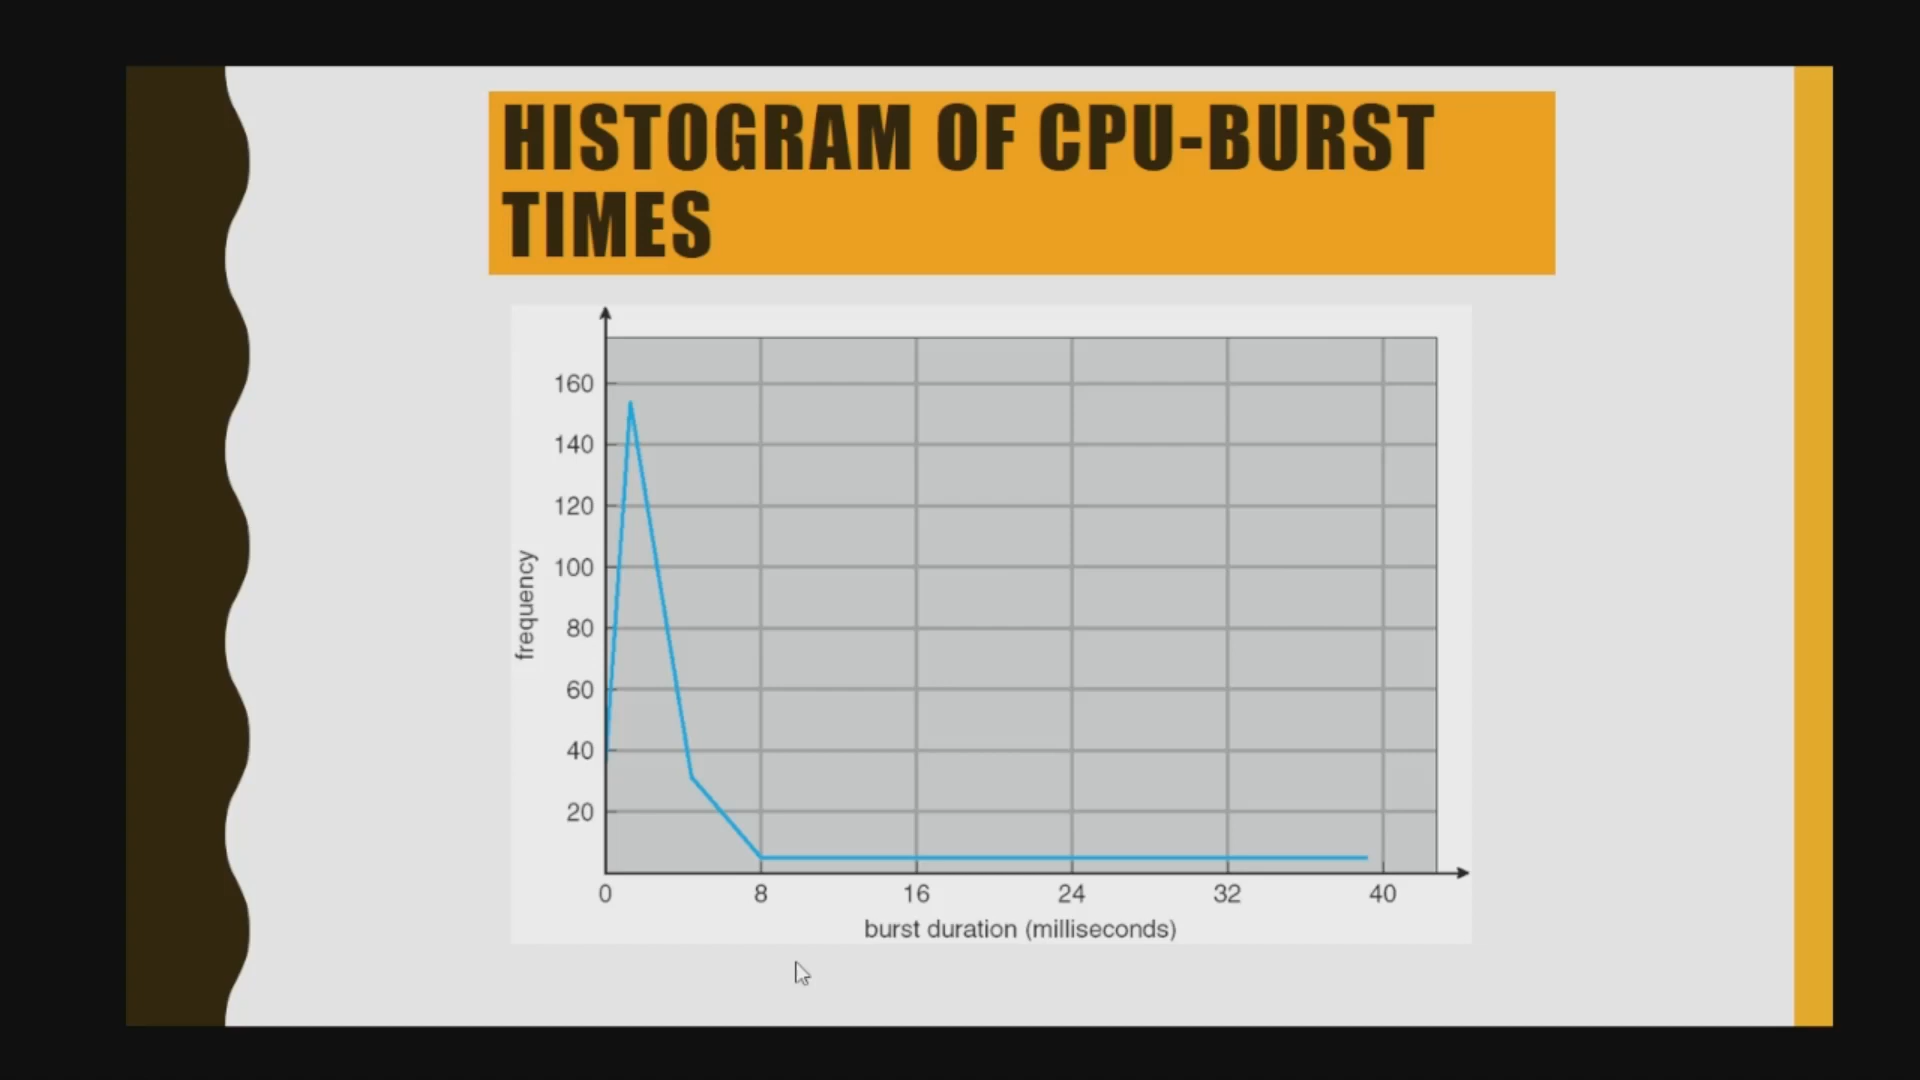 HISTOGRAM OF CPU-BURST
TIMES
160
140
120
100
80
60
40
20
frequency
0 8 16 24 32 40
burst duration (milliseconds)